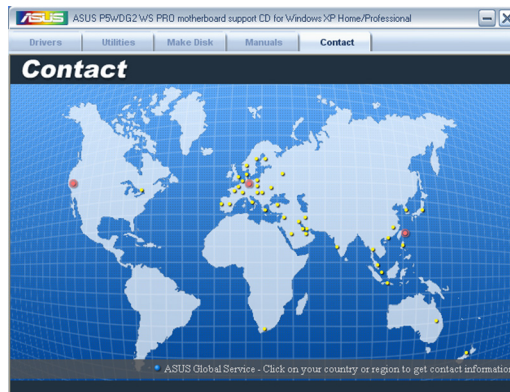 ASUS ASUS P5WDG2 WS PRO motherboard support CD for Windows XP Home/Professional
Drivers Utilities Make Disk Manuals Contact
Contact
ASUS Global Service - Click on your country or region to get contact information